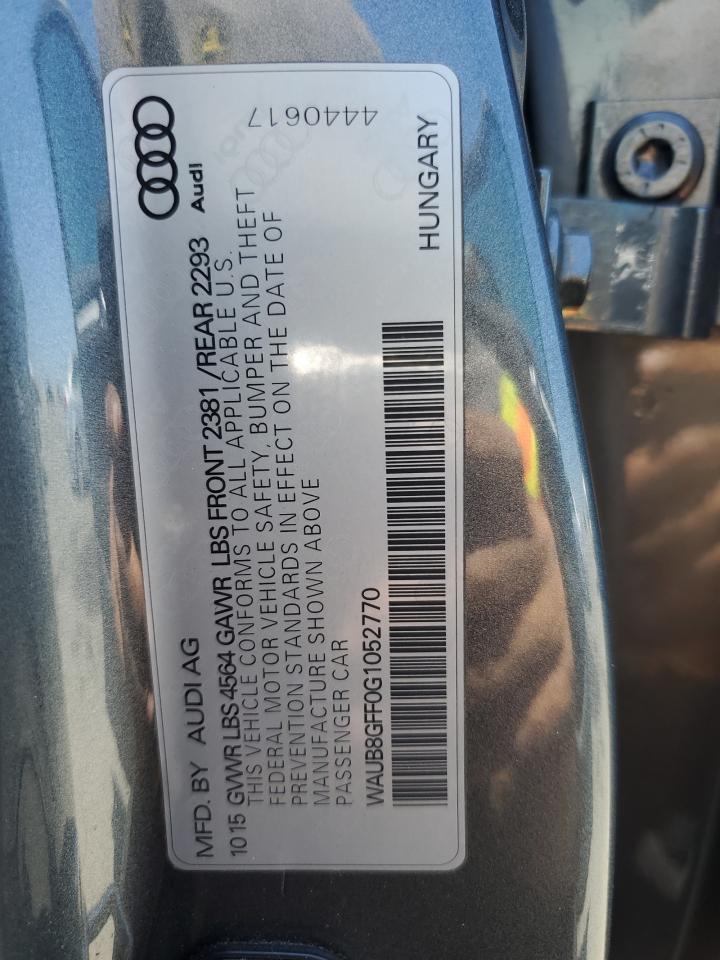 MFD. BY AUDI AG
10 15 GVWR LBS 4564 GAWR LBS FRONT 2381 /REAR 2293
THIS VEHICLE CONFORMS TO ALL APPLICABLE U.S.
FEDERAL MOTOR VEHICLE SAFETY, BUMPER AND THEFT
PREVENTION STANDARDS IN EFFECT ON THE DATE OF
MANUFACTURE SHOWN ABOVE
PASSENGER CAR
WAUB8GFF0G1052770
Audi
4440617
HUNGARY